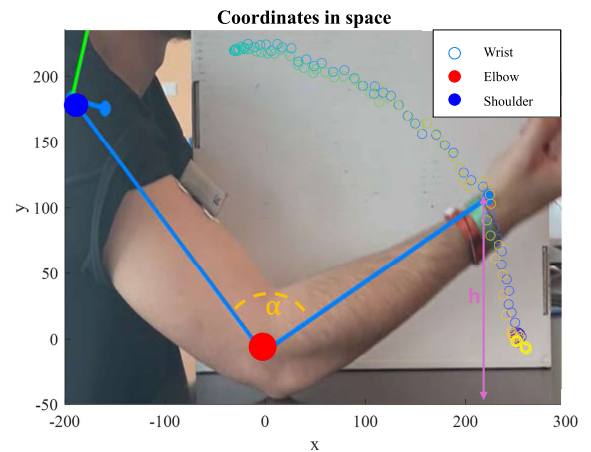 Coordinates in space
Wrist
Elbow
Shoulder
200
150
100
50
0
-50
y
α
h
-200
-100
0
100
200
300
x